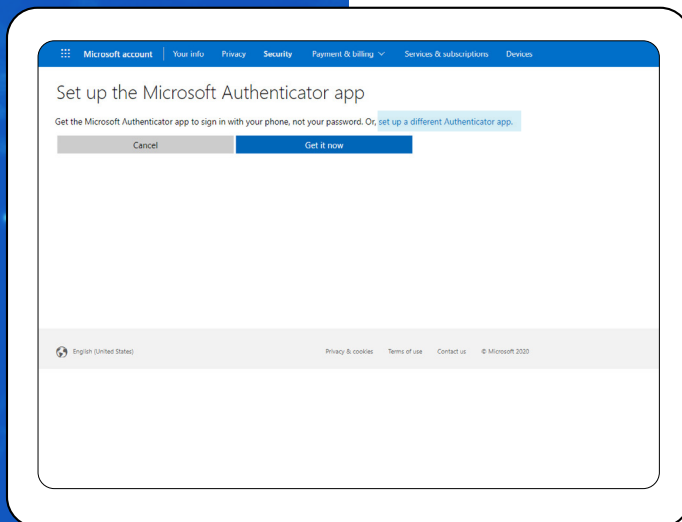 Microsoft account Your info Privacy Security Payment & billing Services & subscriptions Devices
Set up the Microsoft Authenticator app
Get the Microsoft Authenticator app to sign in with your phone, not your password. Or, set up a different Authenticator app.
Cancel Get it now
English (United States) Privacy & cookies Terms of use Contact us © Microsoft 2020